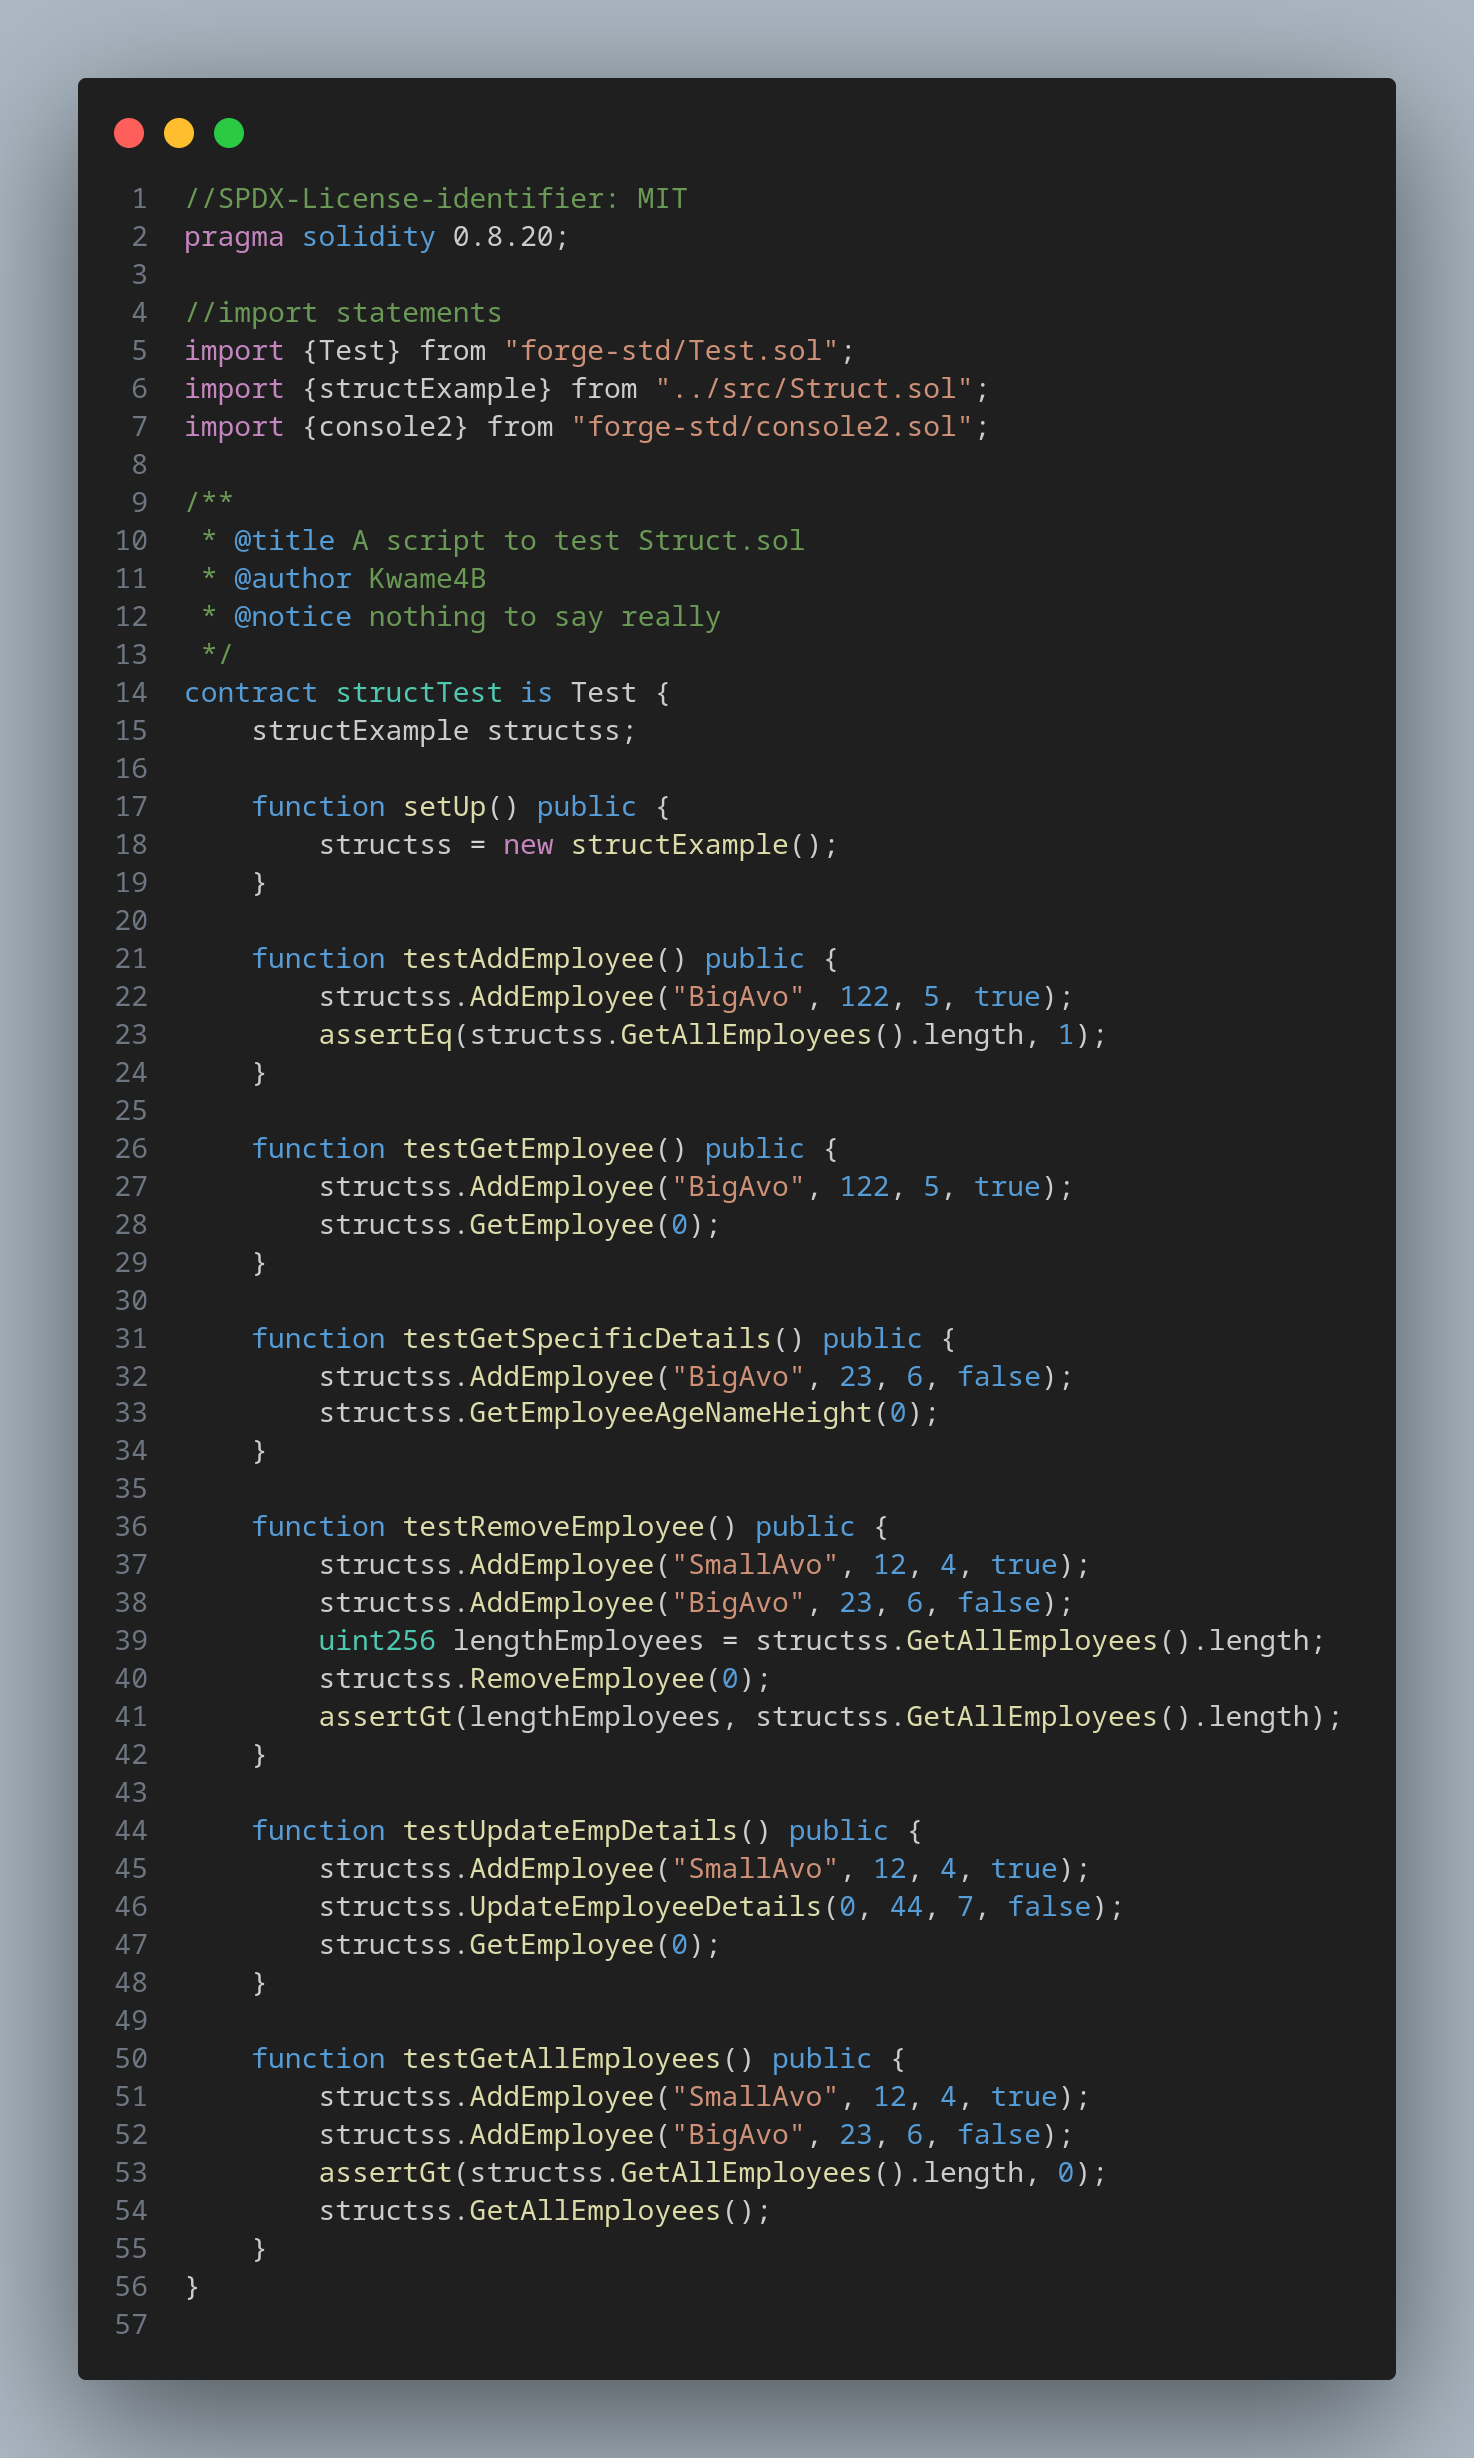 1 //SPDX-License-identifier: MIT
2 pragma solidity 0.8.20;
3
4 //import statements
5 import {Test} from "forge-std/Test.sol";
6 import {structExample} from "../src/Struct.sol";
7 import {console2} from "forge-std/console2.sol";
8
9 /**
10  * @title A script to test Struct.sol
11  * @author Kwame4B
12  * @notice nothing to say really
13  */
14 contract structTest is Test {
15     structExample structss;
16
17     function setUp() public {
18         structss = new structExample();
19     }
20
21     function testAddEmployee() public {
22         structss.AddEmployee("BigAvo", 122, 5, true);
23         assertEq(structss.GetAllEmployees().length, 1);
24     }
25
26     function testGetEmployee() public {
27         structss.AddEmployee("BigAvo", 122, 5, true);
28         structss.GetEmployee(0);
29     }
30
31     function testGetSpecificDetails() public {
32         structss.AddEmployee("BigAvo", 23, 6, false);
33         structss.GetEmployeeAgeNameHeight(0);
34     }
35
36     function testRemoveEmployee() public {
37         structss.AddEmployee("SmallAvo", 12, 4, true);
38         structss.AddEmployee("BigAvo", 23, 6, false);
39         uint256 lengthEmployees = structss.GetAllEmployees().length;
40         structss.RemoveEmployee(0);
41         assertGt(lengthEmployees, structss.GetAllEmployees().length);
42     }
43
44     function testUpdateEmpDetails() public {
45         structss.AddEmployee("SmallAvo", 12, 4, true);
46         structss.UpdateEmployeeDetails(0, 44, 7, false);
47         structss.GetEmployee(0);
48     }
49
50     function testGetAllEmployees() public {
51         structss.AddEmployee("SmallAvo", 12, 4, true);
52         structss.AddEmployee("BigAvo", 23, 6, false);
53         assertGt(structss.GetAllEmployees().length, 0);
54         structss.GetAllEmployees();
55     }
56 }
57